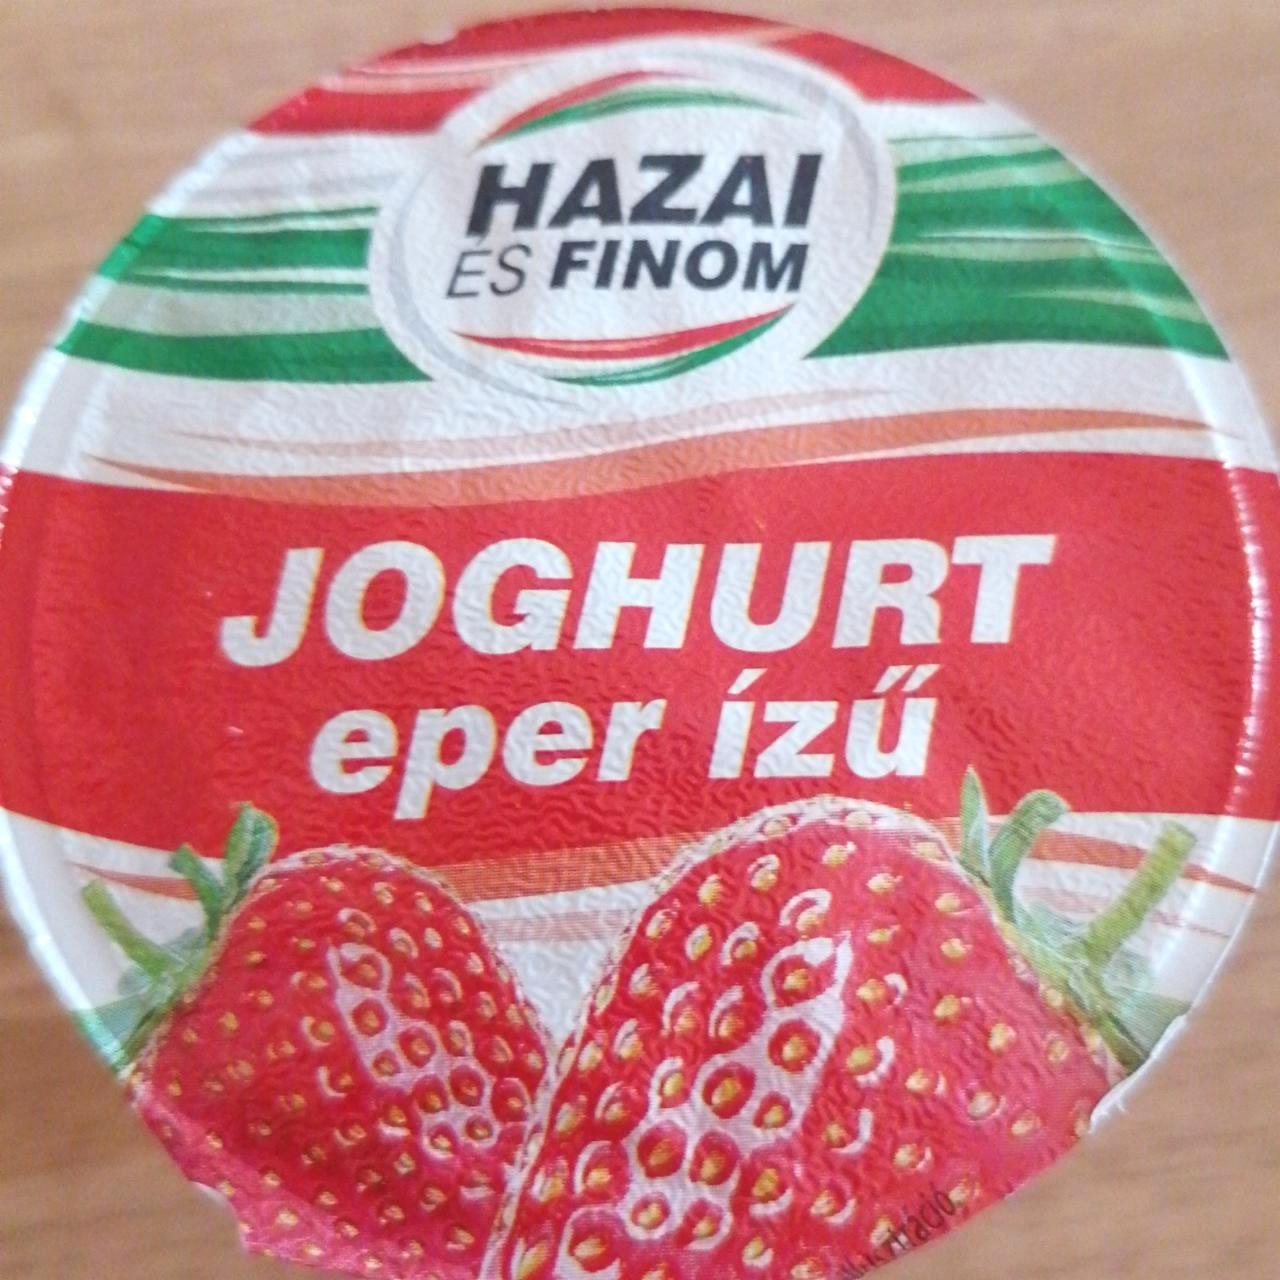 HAZAI
ÉS FINOM
JOGHURT
eper ízű